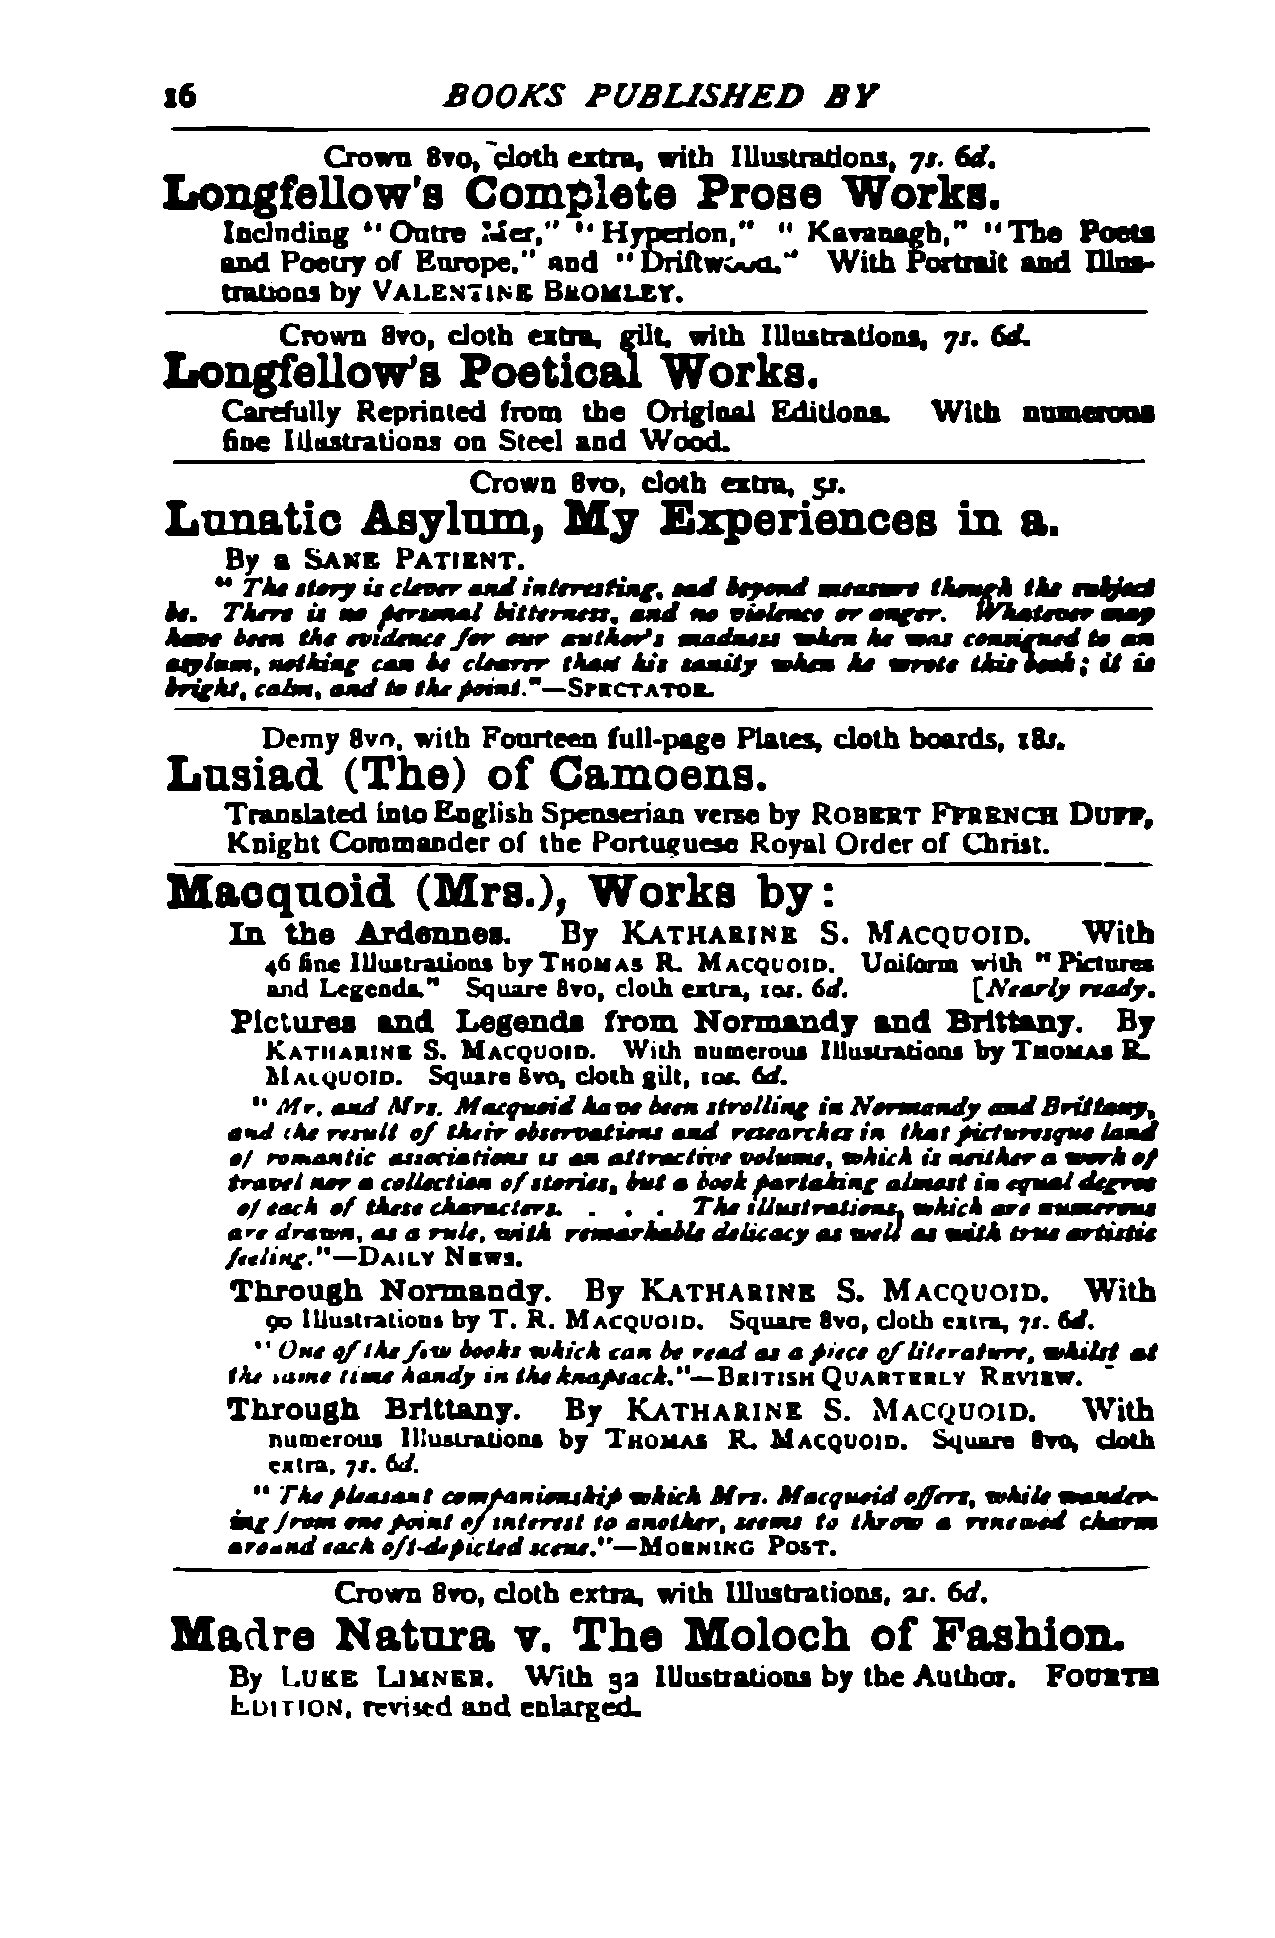 16 BOOKS PUBLISHED BY
Crown 8vo, cloth extra, with Illustrations, 7s. 6d.
Longfellow's Complete Prose Works.
Including "Outre Mer," "Hyperion," "Kavanagh," "The Poets
and Poetry of Europe," and "Driftwood." With Portrait and Illus-
trations by VALENTINE BROMLEY.
Crown 8vo, cloth extra, gilt, with Illustrations, 7s. 6d.
Longfellow's Poetical Works.
Carefully Reprinted from the Original Editions. With numerous
fine Illustrations on Steel and Wood.
Crown 8vo, cloth extra, 5s.
Lunatic Asylum, My Experiences in a.
By a SANE PATIENT.
"The story is clever and interesting, sad beyond measure though the subject
be. There is no personal bitterness, and no violence or anger. Whatever may
have been the evidence for our author's madness when he was consigned to an
asylum, nothing can be clearer than his sanity when he wrote this book; it is
bright, calm, and to the point."—SPECTATOR.
Demy 8vo, with Fourteen full-page Plates, cloth boards, 18s.
Lusiad (The) of Camoens.
Translated into English Spenserian verse by ROBERT FFRENCH DUFF,
Knight Commander of the Portuguese Royal Order of Christ.
Macquoid (Mrs.), Works by:
In the Ardennes. By KATHARINE S. MACQUOID. With
46 fine Illustrations by THOMAS R. MACQUOID. Uniform with "Pictures
and Legends." Square 8vo, cloth extra, 10s. 6d. [Nearly ready.
Pictures and Legends from Normandy and Brittany. By
KATHARINE S. MACQUOID. With numerous Illustrations by THOMAS R.
MACQUOID. Square 8vo, cloth gilt, 10s. 6d.
"Mr. and Mrs. Macquoid have been strolling in Normandy and Brittany,
and the result of their observations and researches in that picturesque land
of romantic associations is an attractive volume, which is neither a work of
travel nor a collection of stories, but a book partaking almost in equal degree
of each of these characters. . . . The illustrations, which are numerous
are drawn, as a rule, with remarkable delicacy as well as with true artistic
feeling."—DAILY NEWS.
Through Normandy. By KATHARINE S. MACQUOID. With
90 Illustrations by T. R. MACQUOID. Square 8vo, cloth extra, 7s. 6d.
"One of the few books which can be read as a piece of literature, whilst at
the same time handy in the knapsack."—BRITISH QUARTERLY REVIEW.
Through Brittany. By KATHARINE S. MACQUOID. With
numerous Illustrations by THOMAS R. MACQUOID. Square 8vo, cloth
extra, 7s. 6d.
"The pleasant companionship which Mrs. Macquoid offers, while wander-
ing from one point of interest to another, seems to throw a renewed charm
around each oft-depicted scene."—MORNING POST.
Crown 8vo, cloth extra, with Illustrations, 2s. 6d.
Madre Natura v. The Moloch of Fashion.
By LUKE LIMNER. With 32 Illustrations by the Author. FOURTH
EDITION, revised and enlarged.